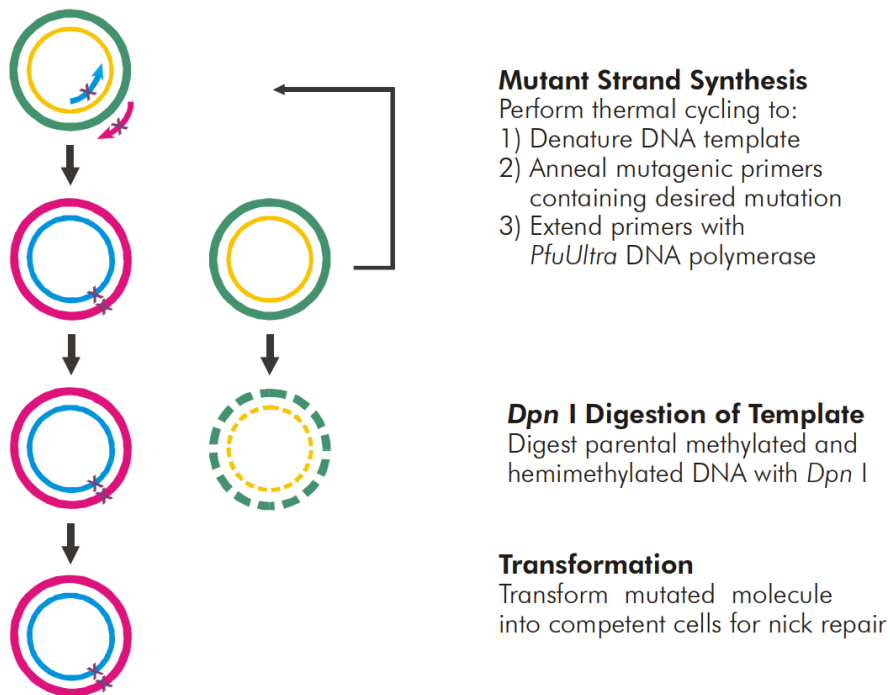 Mutant Strand Synthesis
Perform thermal cycling to:
1) Denature DNA template
2) Anneal mutagenic primers
containing desired mutation
3) Extend primers with
PfuUltra DNA polymerase
Dpn I Digestion of Template
Digest parental methylated and
hemimethylated DNA with Dpn I
Transformation
Transform mutated molecule
into competent cells for nick repair